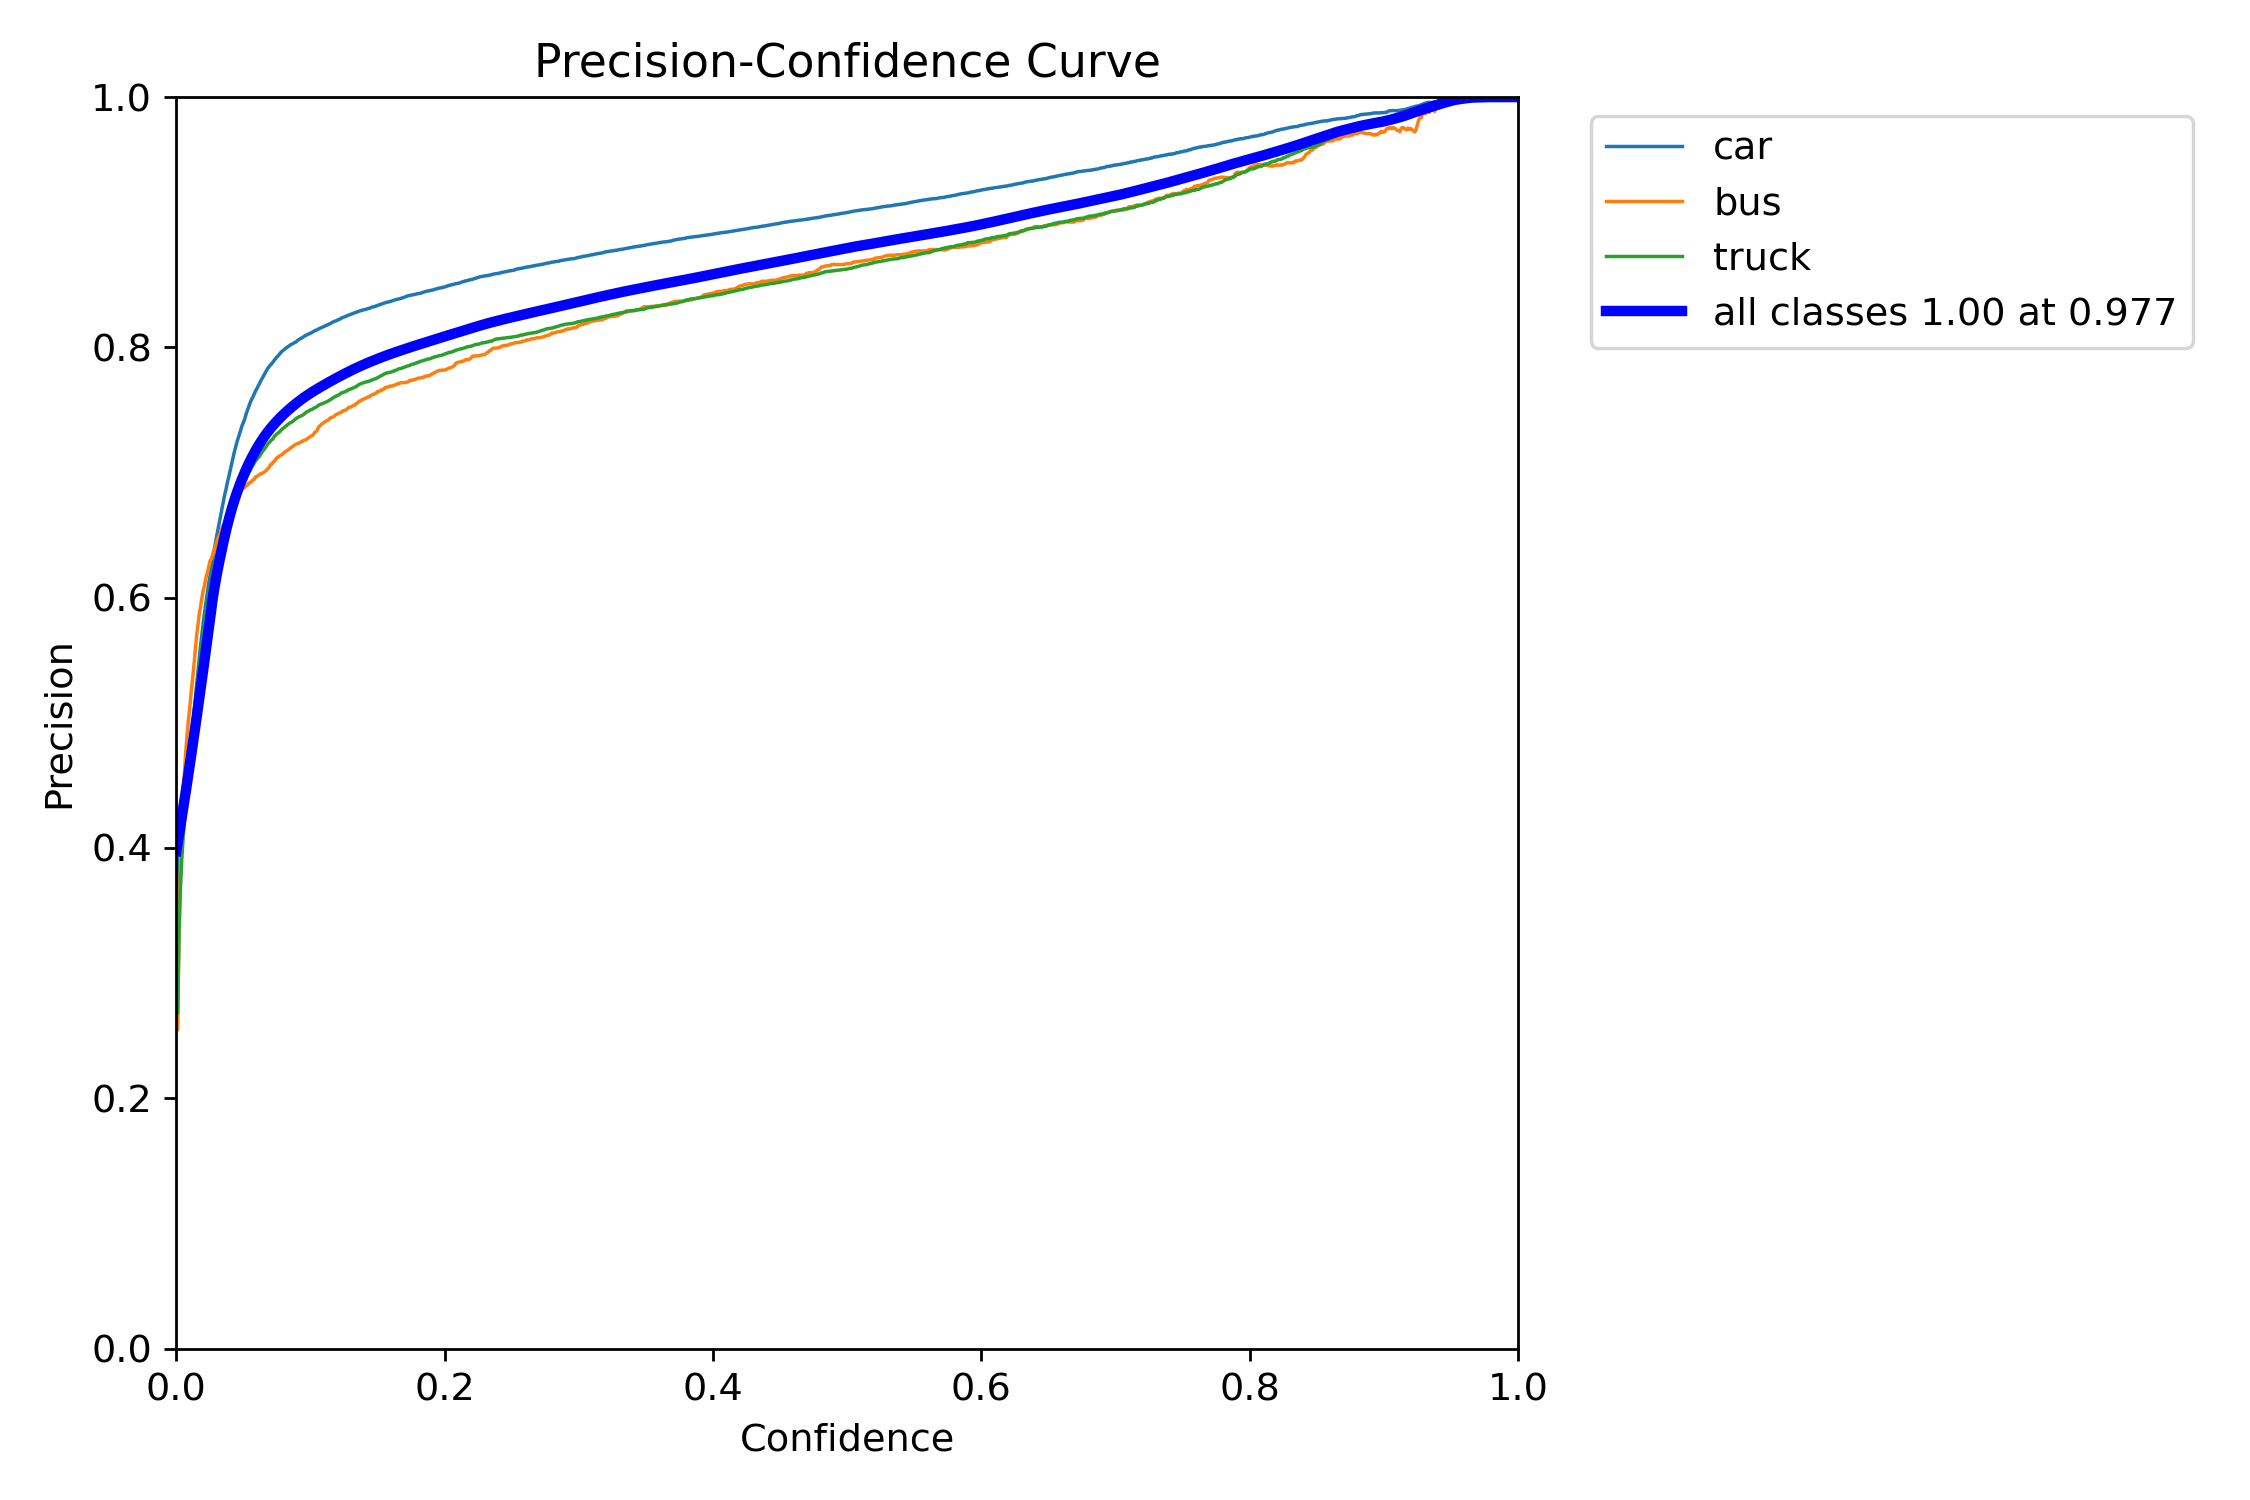 Precision-Confidence Curve
1.0
0.8
0.6
0.4
0.2
0.0
Precision
0.0 0.2 0.4 0.6 0.8 1.0
Confidence
car
bus
truck
all classes 1.00 at 0.977